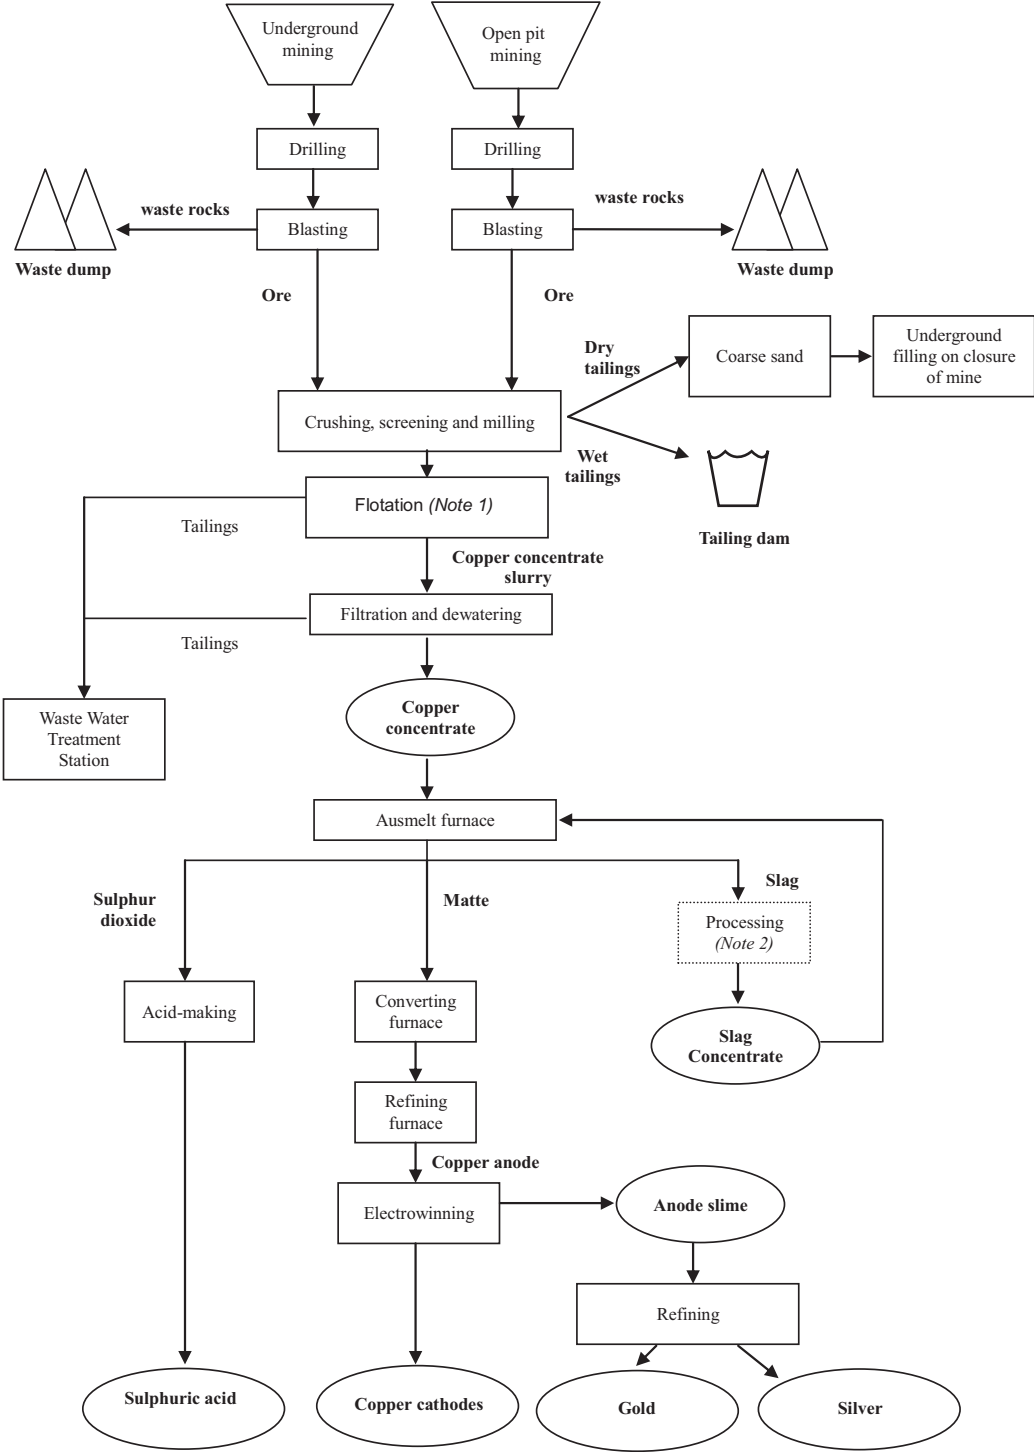 Underground
mining
Open pit
mining
Drilling
Drilling
waste rocks
waste rocks
Blasting
Blasting
Waste dump
Waste dump
Ore
Ore
Dry
tailings
Coarse sand
Underground
filling on closure
of mine
Crushing, screening and milling
Wet
tailings
Flotation (Note 1)
Tailings
Tailing dam
Copper concentrate
slurry
Filtration and dewatering
Tailings
Copper
concentrate
Waste Water
Treatment
Station
Ausmelt furnace
Sulphur
dioxide
Matte
Slag
Processing
(Note 2)
Acid-making
Converting
furnace
Slag
Concentrate
Refining
furnace
Copper anode
Electrowinning
Anode slime
Refining
Sulphuric acid
Copper cathodes
Gold
Silver